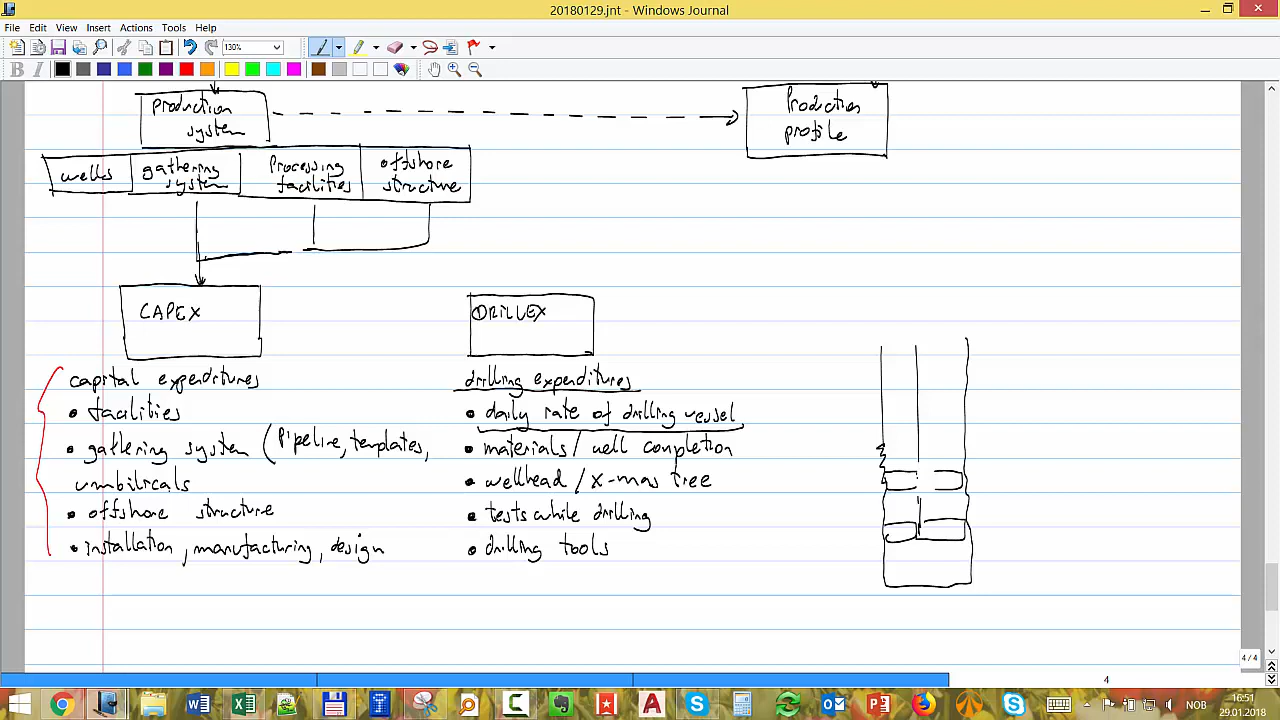 20180129.jnt - Windows Journal
File Edit View Insert Actions Tools Help
130%
Production
system
Production
profile
wells
gathering
system
Processing
facilities
offshore
structure
CAPEX
DRILLEX
capital expenditures
• facilities
• gathering system (Pipeline, templates,
umbilicals
• offshore structure
• installation, manufacturing, design
drilling expenditures
• daily rate of drilling vessel
• materials / well completion
• wellhead / x-mas tree
• tests while drilling
• drilling tools
4 / 4
4
NOB
16:51
29.01.2018